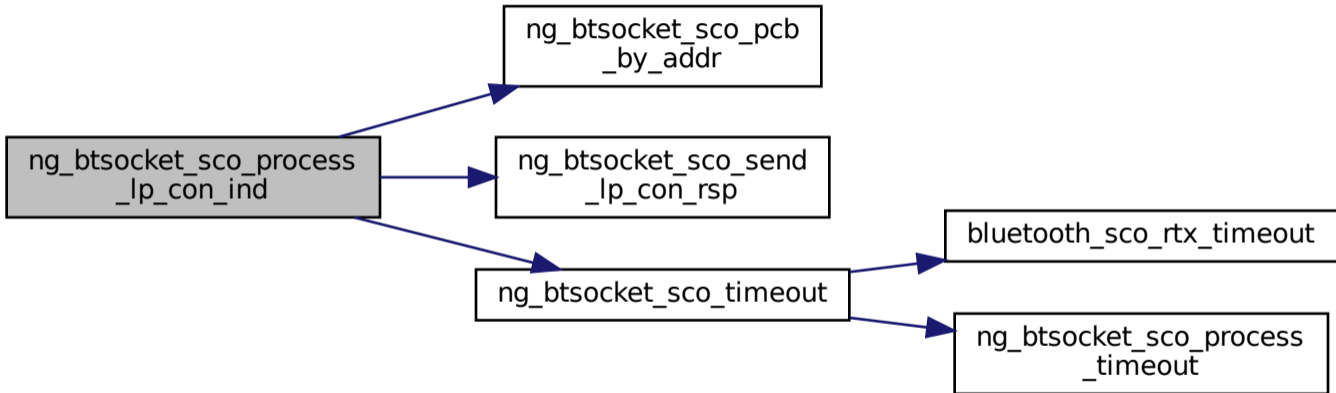 ng_btsocket_sco_process
_lp_con_ind
ng_btsocket_sco_pcb
_by_addr
ng_btsocket_sco_send
_lp_con_rsp
ng_btsocket_sco_timeout
bluetooth_sco_rtx_timeout
ng_btsocket_sco_process
_timeout